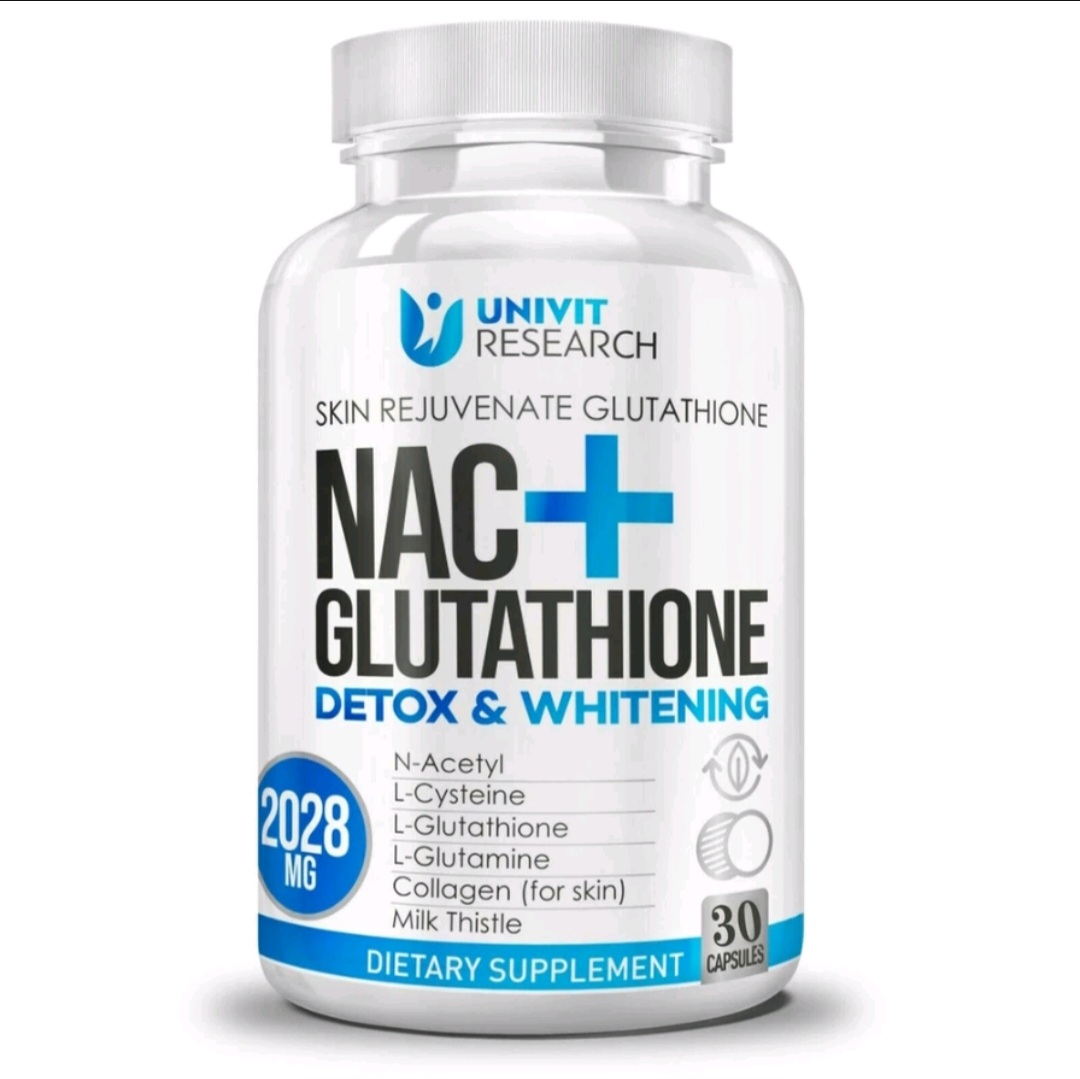 UNIVIT
RESEARCH
SKIN REJUVENATE GLUTATHIONE
NAC+
GLUTATHIONE
DETOX & WHITENING
2028
MG
N-Acetyl
L-Cysteine
L-Glutathione
L-Glutamine
Collagen (for skin)
Milk Thistle
30
CAPSULES
DIETARY SUPPLEMENT